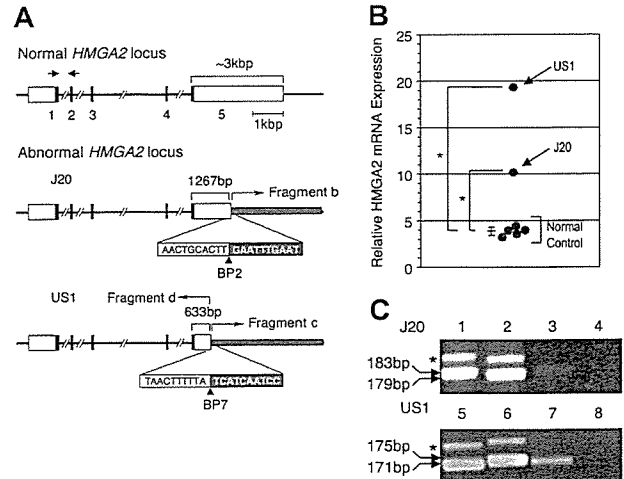 A
Normal HMGA2 locus
~3kbp
1 2 3 4 5
1kbp
Abnormal HMGA2 locus
J20
1267bp
Fragment b
AACTGCACTT GAATTTGAAT
BP2
US1
Fragment d
633bp
Fragment c
TAACTTTTTA TCATCAATCC
BP7
B
Relative HMGA2 mRNA Expression
25
20
15
10
5
0
US1
J20
*
*
Normal
Control
C
J20 1 2 3 4
183bp
*
179bp
US1 5 6 7 8
175bp
*
171bp